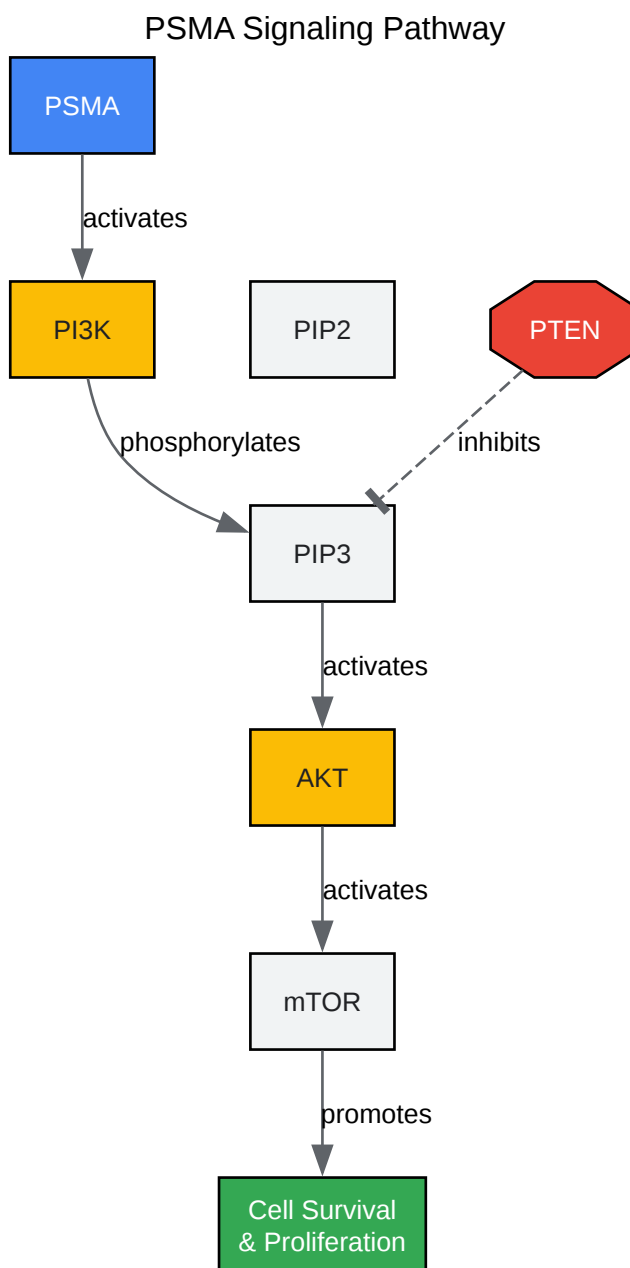 PSMA Signaling Pathway
PSMA
activates
PI3K
PIP2
PTEN
phosphorylates
inhibits
PIP3
activates
AKT
activates
mTOR
promotes
Cell Survival
& Proliferation